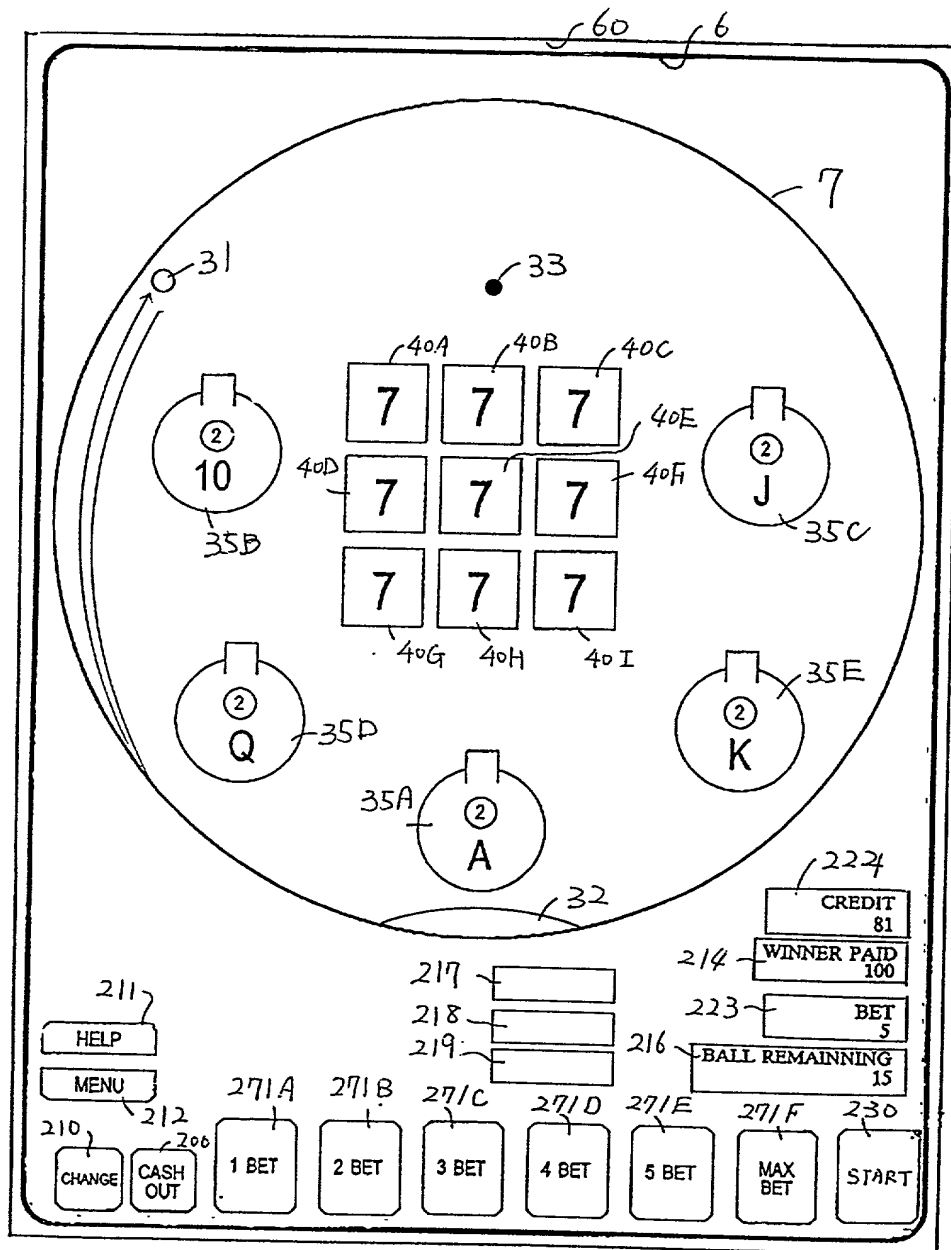 60 6
7
31
33
40A 40B 40C
7 7 7
40E
② 10
② J
40D 7 7 7 40F
35B
35C
7 7 7
40G 40H 40I
35E
② Q
35D
② K
35A
② A
32
224
CREDIT
81
214
WINNER PAID
100
217
211
223
BET
5
218
HELP
219
216
BALL REMAINNING
15
MENU
212
271A 271B 271C 271D 271E 271F 230
210 200
CHANGE CASH OUT 1 BET 2 BET 3 BET 4 BET 5 BET MAX BET START